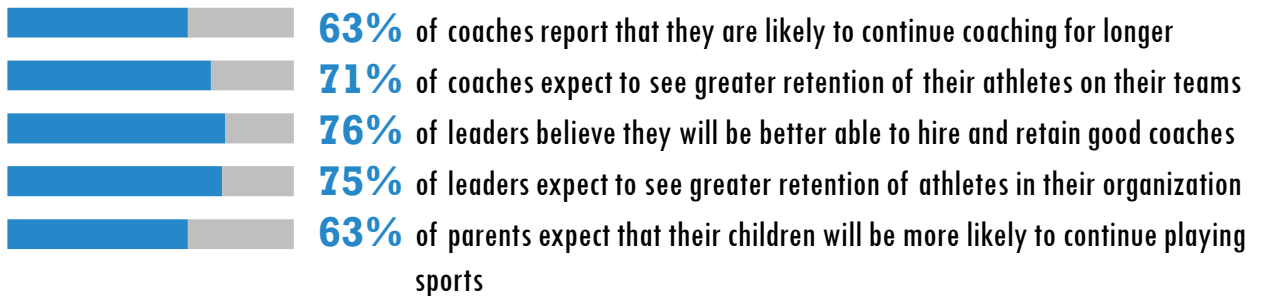 63% of coaches report that they are likely to continue coaching for longer
71% of coaches expect to see greater retention of their athletes on their teams
76% of leaders believe they will be better able to hire and retain good coaches
75% of leaders expect to see greater retention of athletes in their organization
63% of parents expect that their children will be more likely to continue playing
sports